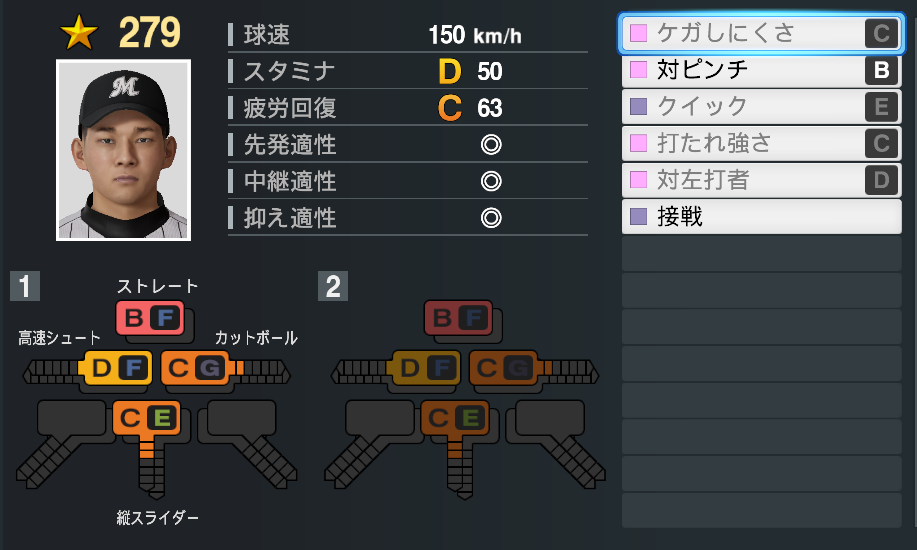 279
球速 150 km/h
スタミナ D 50
疲労回復 C 63
先発適性 ◎
中継適性 ◎
抑え適性 ◎
ケガしにくさ C
対ピンチ B
クイック E
打たれ強さ C
対左打者 D
接戦
M
1
ストレート
B F
高速シュート
カットボール
D F
C G
C E
縦スライダー
2
B F
D F
C G
C E